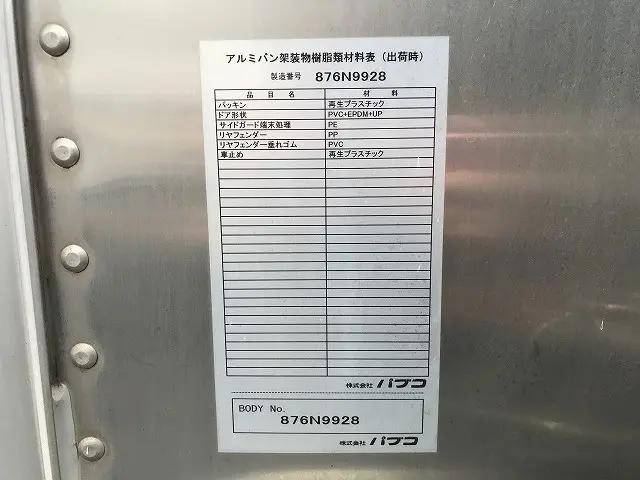 アルミバン架装物樹脂類材料表（出荷時）
製造番号 876N9928
品目名 材料
パッキン 再生プラスチック
ドア形状 PVC+EPDM+UP
サイドガード端末処理 PE
リヤフェンダー PP
リヤフェンダー垂れゴム PVC
車止め 再生プラスチック
株式会社 パブコ
BODY No.
876N9928
株式会社 パブコ